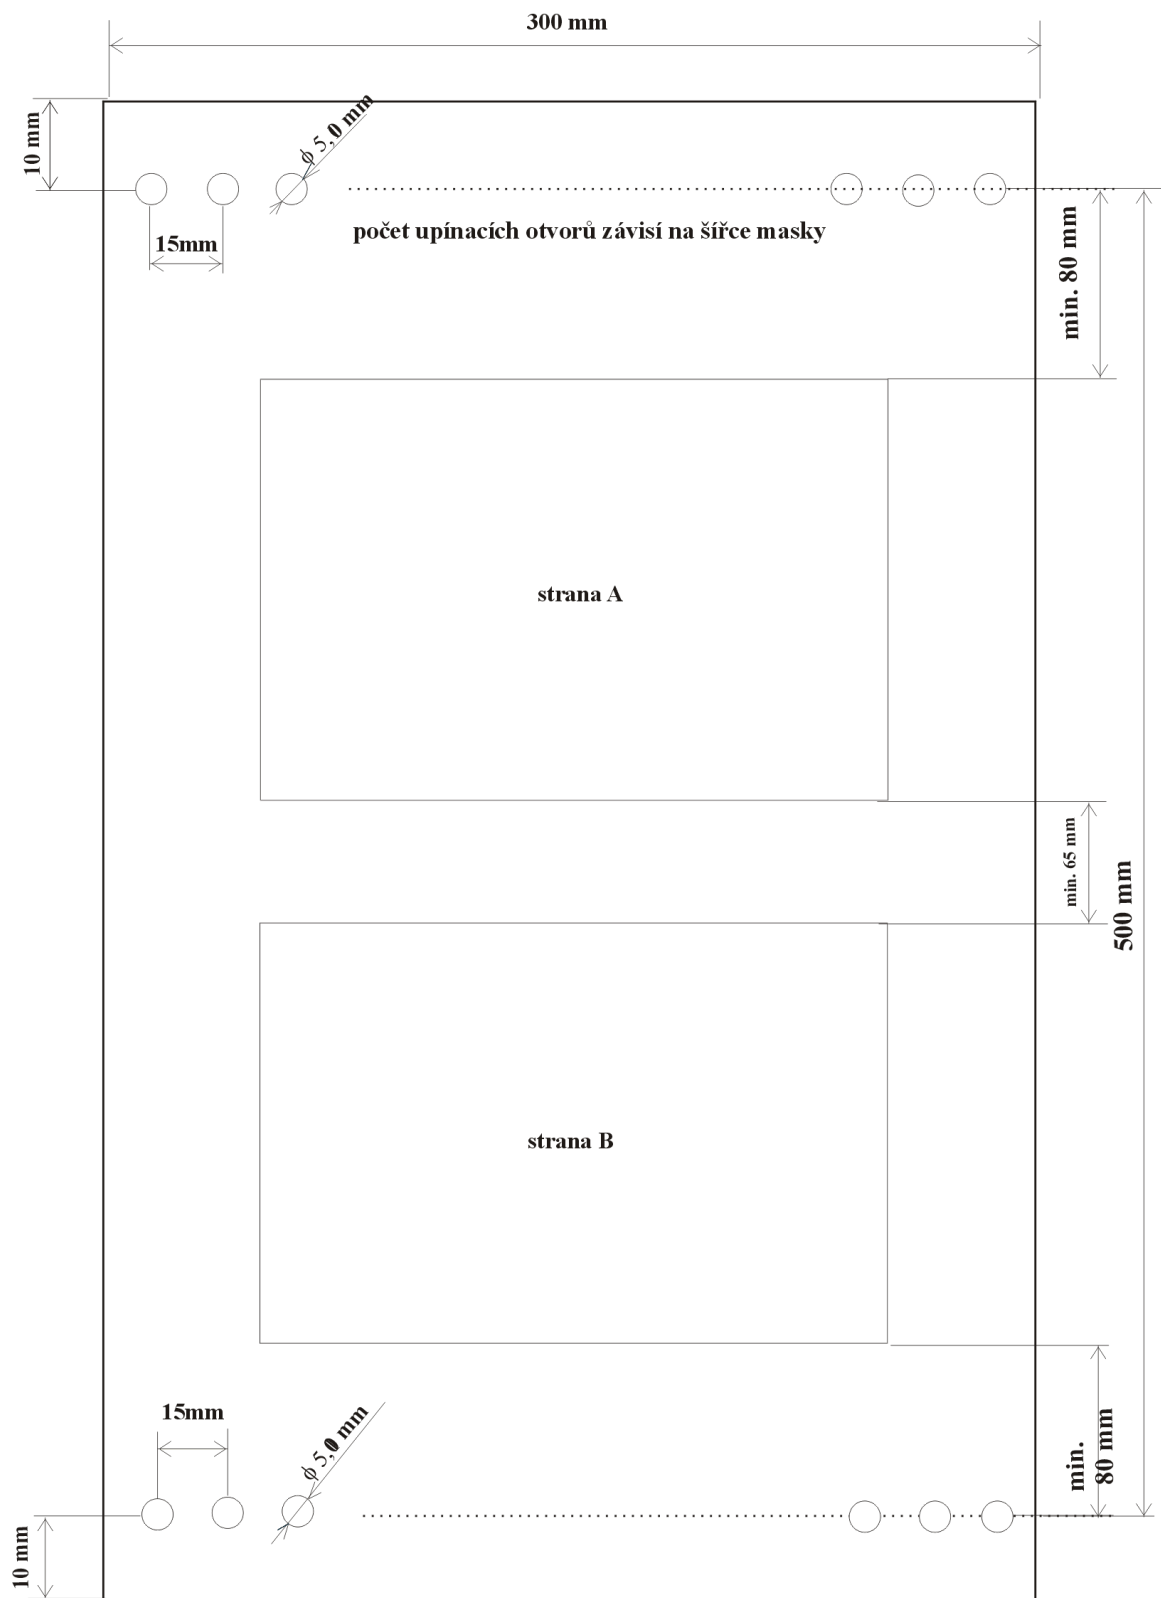 300 mm
10 mm
ϕ 5,0 mm
15mm
počet upínacích otvorů závisí na šířce masky
min. 80 mm
strana A
min. 65 mm
500 mm
strana B
15mm
ϕ 5,0 mm
min.
80 mm
10 mm